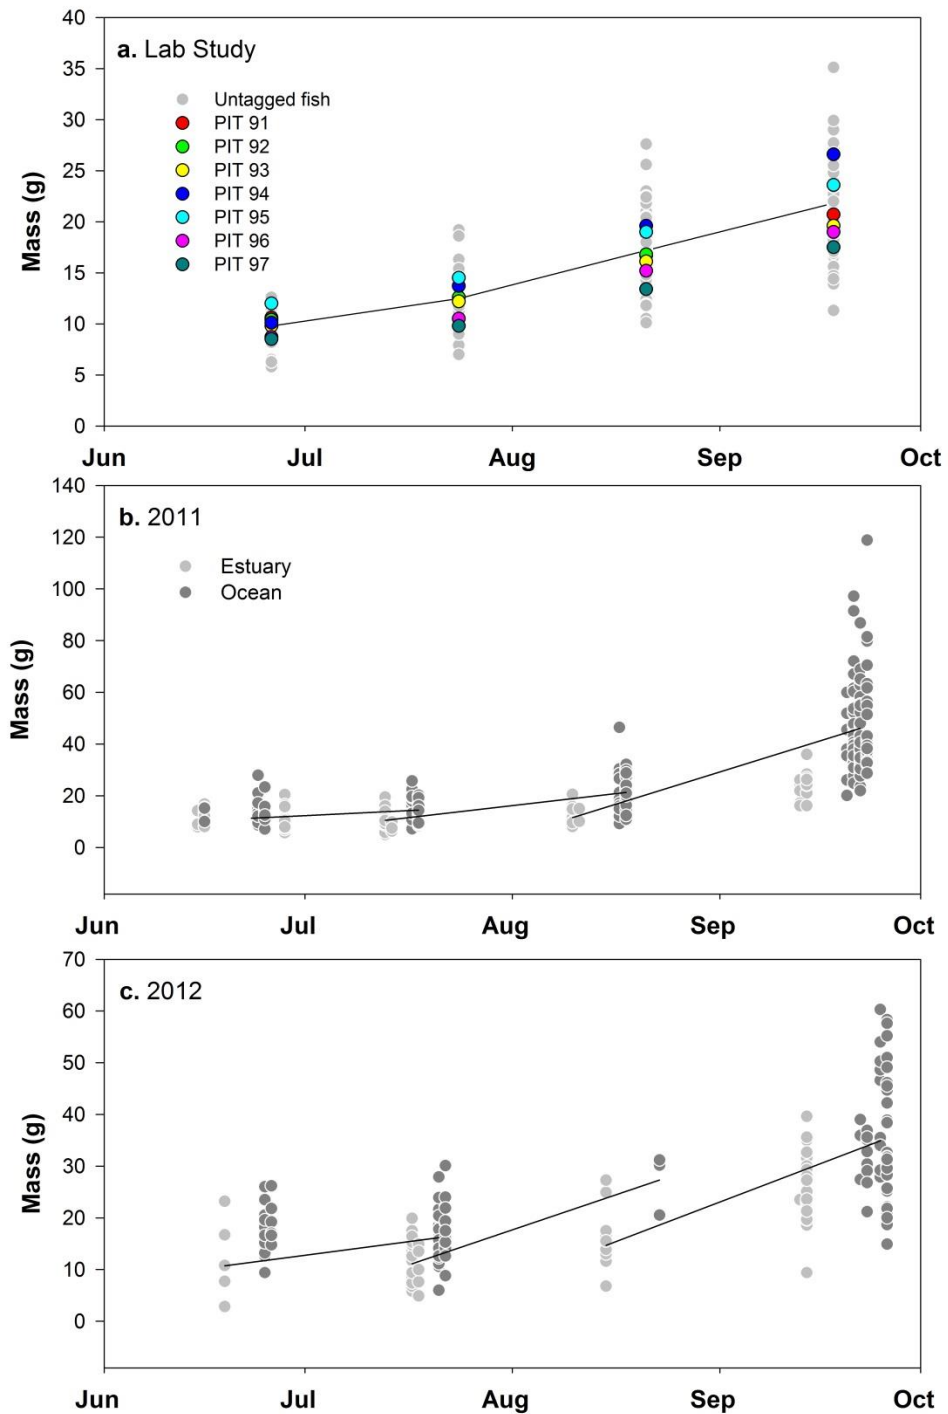 a. Lab Study
Untagged fish
PIT 91
PIT 92
PIT 93
PIT 94
PIT 95
PIT 96
PIT 97
Mass (g)
40
35
30
25
20
15
10
5
0
Jun Jul Aug Sep Oct
b. 2011
Estuary
Ocean
Mass (g)
140
120
100
80
60
40
20
0
Jun Jul Aug Sep Oct
c. 2012
Mass (g)
70
60
50
40
30
20
10
0
Jun Jul Aug Sep Oct